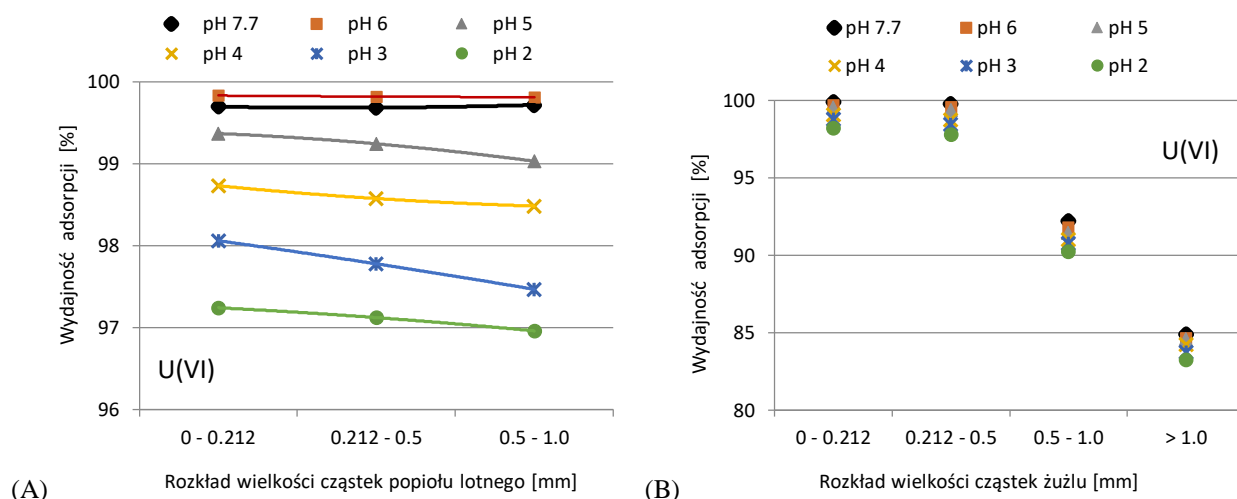 pH 7.7 pH 6 pH 5
pH 4 pH 3 pH 2
100
99
98
97
96
Wydajność adsorpcji [%]
U(VI)
0 - 0.212 0.212 - 0.5 0.5 - 1.0
Rozkład wielkości cząstek popiołu lotnego [mm]
(A)
pH 7.7 pH 6 pH 5
pH 4 pH 3 pH 2
100
95
90
85
80
Wydajność adsorpcji [%]
U(VI)
0 - 0.212 0.212 - 0.5 0.5 - 1.0 > 1.0
Rozkład wielkości cząstek żużlu [mm]
(B)